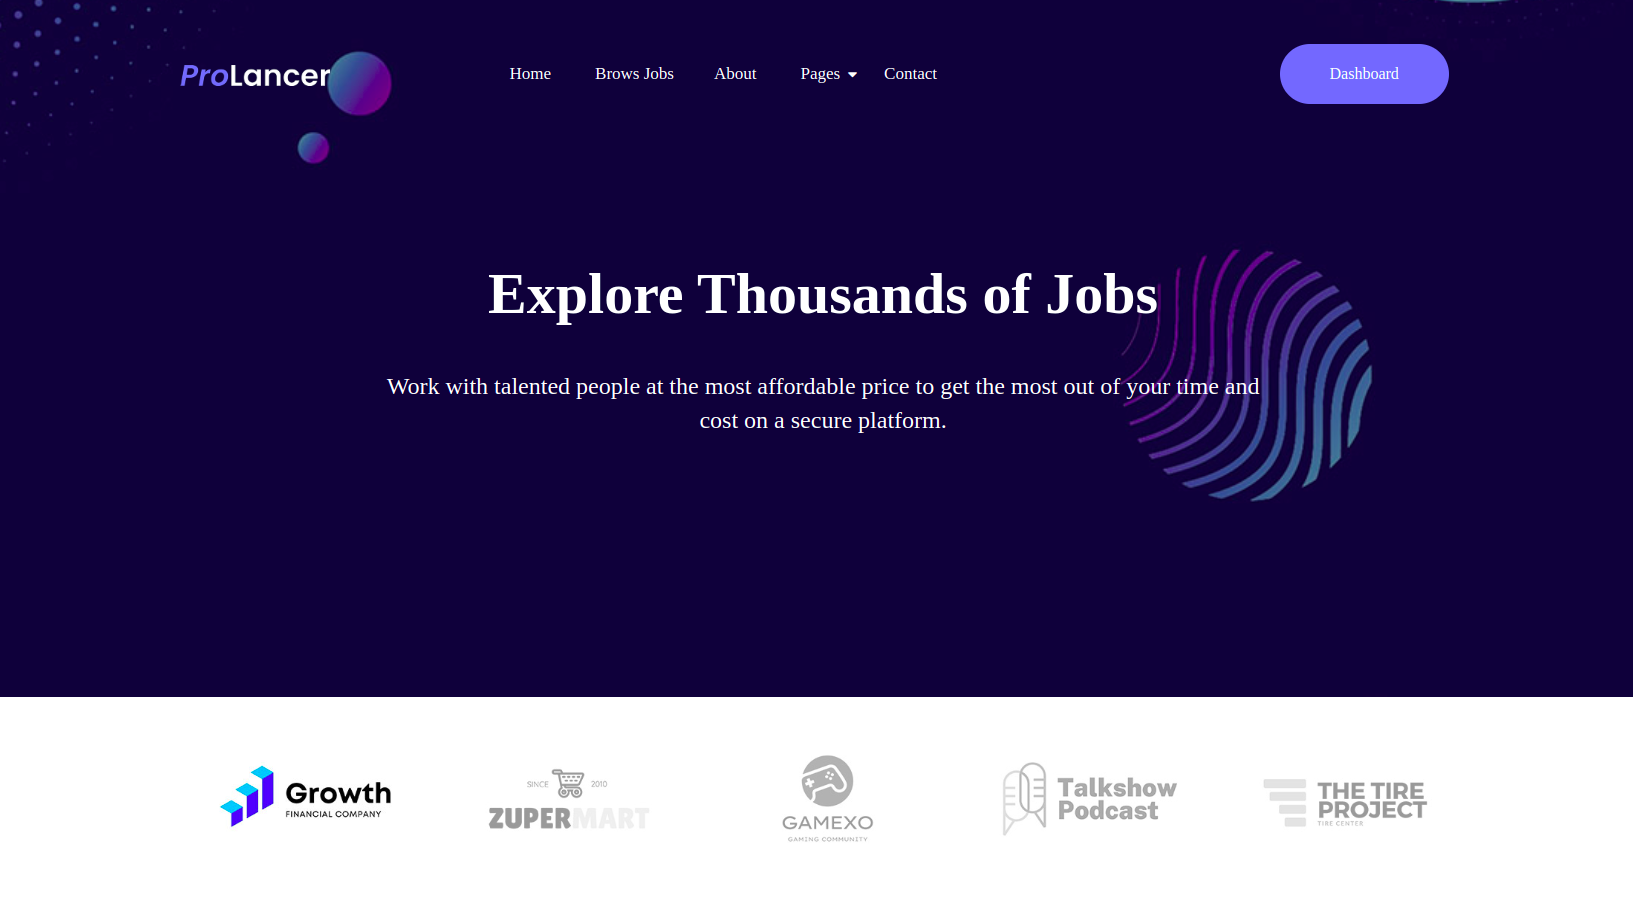 ProLancer
Home
Brows Jobs
About
Pages
Contact
Dashboard
Explore Thousands of Jobs
Work with talented people at the most affordable price to get the most out of your time and
cost on a secure platform.
Growth
FINANCIAL COMPANY
SINCE 2010
ZUPERMART
GAMEXO
GAMING COMMUNITY
Talkshow
Podcast
THE TIRE
PROJECT
TIRE CENTER